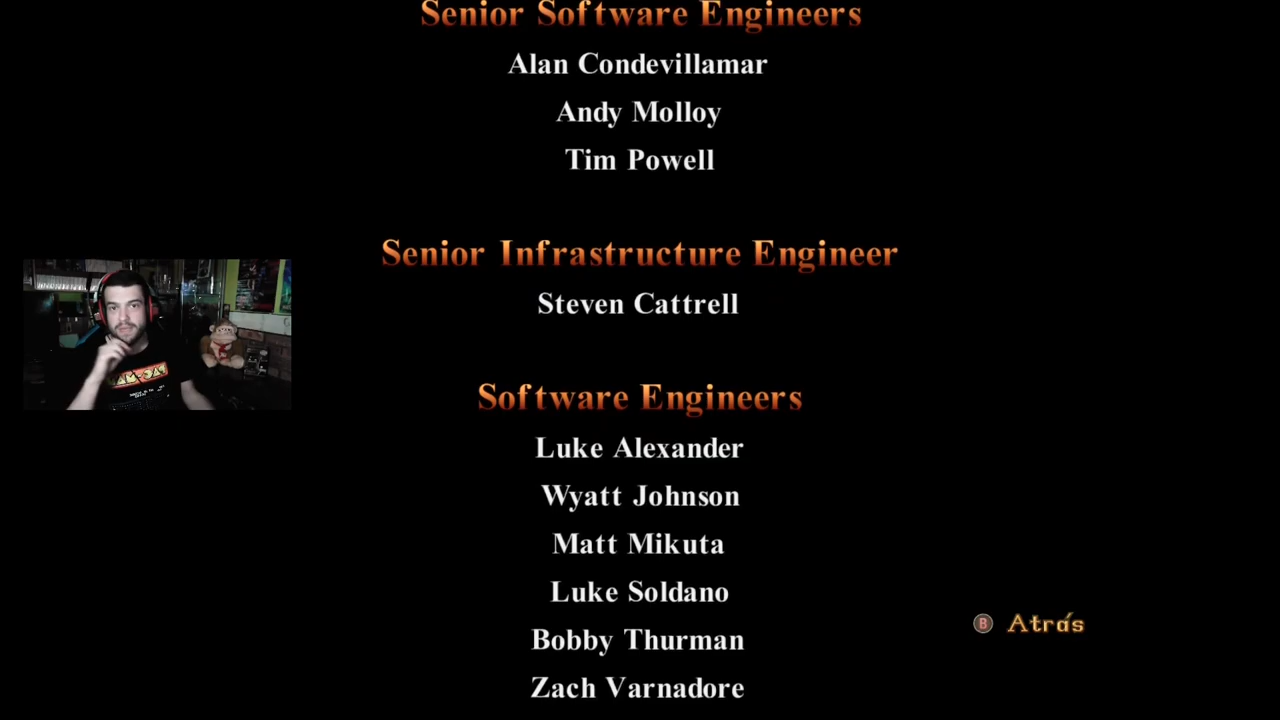 Senior Software Engineers
Alan Condevillamar
Andy Molloy
Tim Powell
Senior Infrastructure Engineer
Steven Cattrell
Software Engineers
Luke Alexander
Wyatt Johnson
Matt Mikuta
Luke Soldano
Bobby Thurman
B Atrás
Zach Varnadore